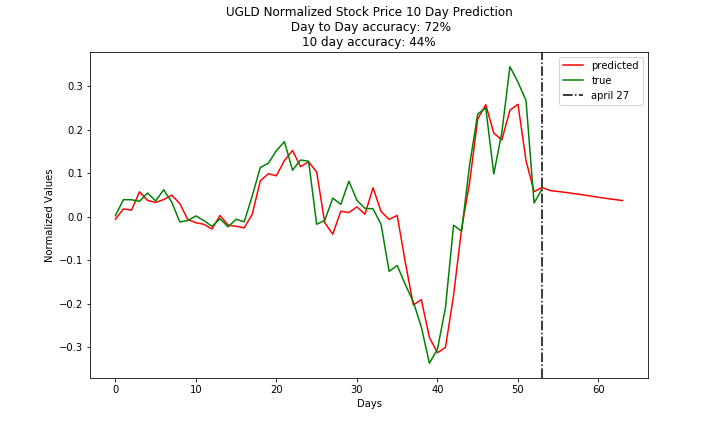 UGLD Normalized Stock Price 10 Day Prediction
Day to Day accuracy: 72%
10 day accuracy: 44%
predicted
true
april 27
Normalized Values
0.3
0.2
0.1
0.0
−0.1
−0.2
−0.3
0 10 20 30 40 50 60
Days